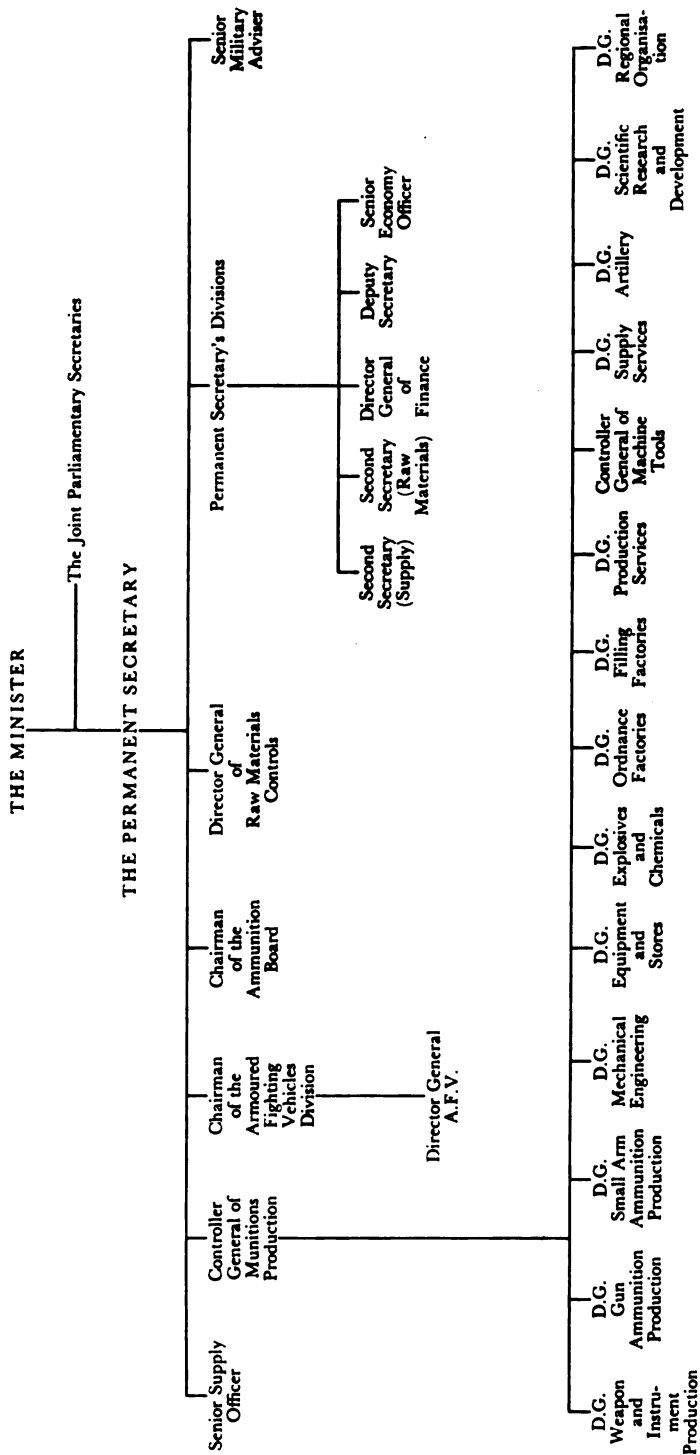 THE MINISTER
The Joint Parliamentary Secretaries
THE PERMANENT SECRETARY
Senior Supply
Officer
Controller
General of
Munitions
Production
Chairman
of the
Armoured
Fighting
Vehicles
Division
Chairman
of the
Ammunition
Board
Director General
of
Raw Materials
Controls
Permanent Secretary's Divisions
Senior
Military
Adviser
Director General
A.F.V.
Second
Secretary
(Supply)
Second
Secretary
(Raw
Materials)
Director
General
of
Finance
Deputy
Secretary
Senior
Economy
Officer
D.G.
Weapon
and
Instru-
ment
Production
D.G.
Gun
Ammunition
Production
D.G.
Small Arm
Ammunition
Production
D.G.
Mechanical
Engineering
D.G.
Equipment
and
Stores
D.G.
Explosives
and
Chemicals
D.G.
Ordnance
Factories
D.G.
Filling
Factories
D.G.
Production
Services
Controller
General of
Machine
Tools
D.G.
Supply
Services
D.G.
Artillery
D.G.
Scientific
Research
and
Development
D.G.
Regional
Organisa-
tion